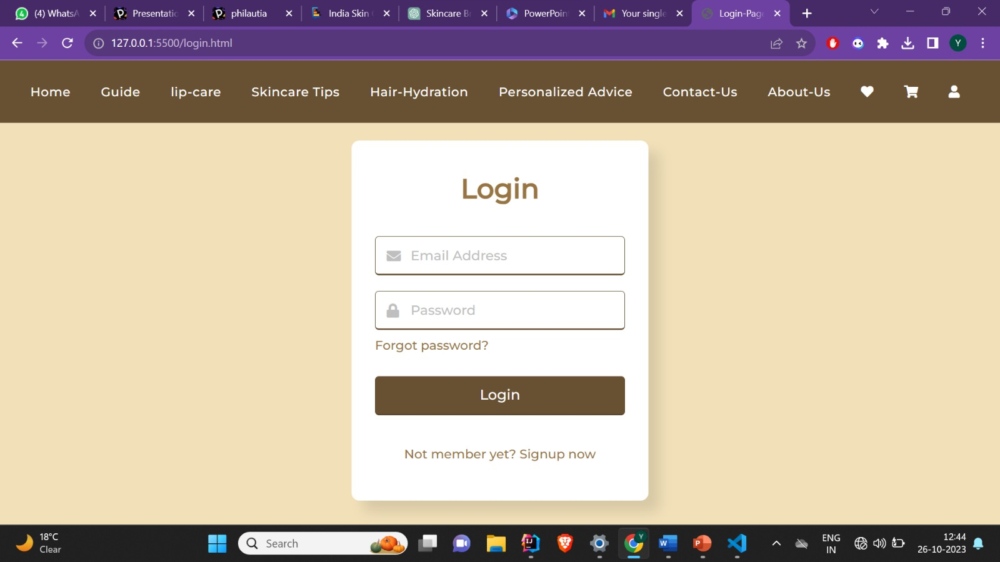 (4) WhatsA
Presentatio
philautia
India Skin
Skincare B
PowerPoin
Your single
Login-Pag
127.0.0.1:5500/login.html
Y
Home
Guide
lip-care
Skincare Tips
Hair-Hydration
Personalized Advice
Contact-Us
About-Us
Login
Email Address
Password
Forgot password?
Login
Not member yet? Signup now
18°C
Clear
Search
ENG
IN
12:44
26-10-2023